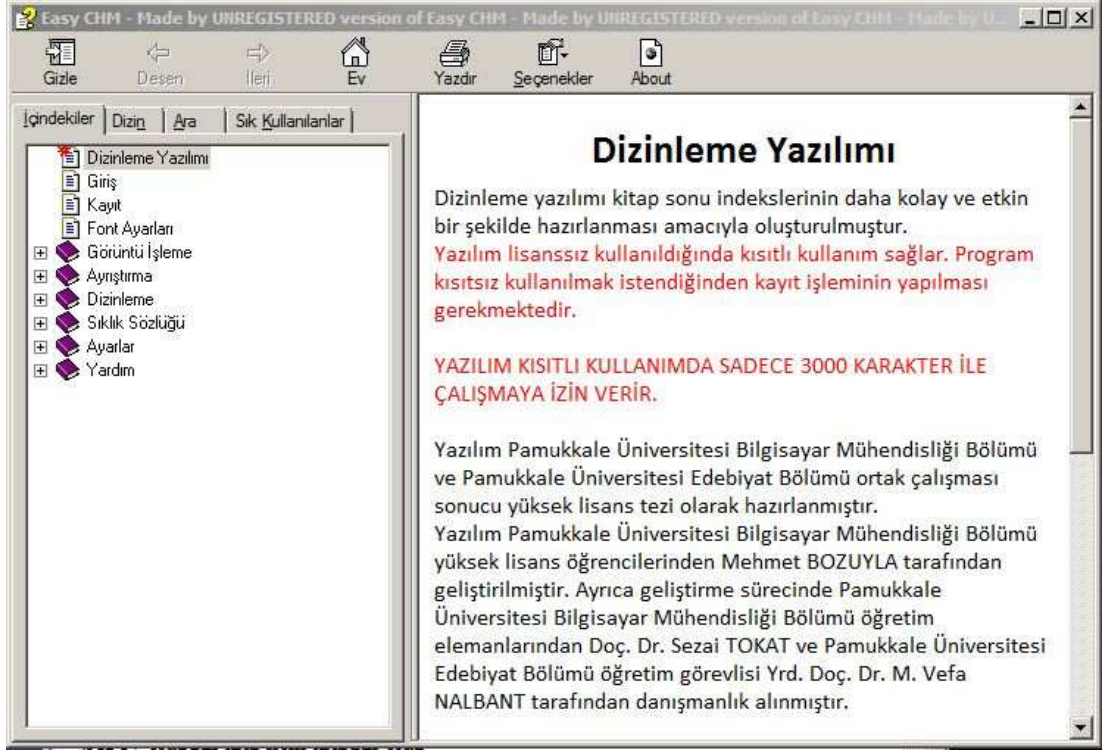 Easy CHM - Made by UNREGISTERED version of Easy CHM - Made by UNREGISTERED version of Easy CHM - Made by U...
Gizle Desen İleri Ev Yazdır Seçenekler About
İçindekiler Dizin Ara Sık Kullanılanlar
Dizinleme Yazılımı
Giriş
Kayıt
Font Ayarları
Görüntü İşleme
Ayrıştırma
Dizinleme
Sıklık Sözlüğü
Ayarlar
Yardım
Dizinleme Yazılımı
Dizinleme yazılımı kitap sonu indekslerinin daha kolay ve etkin
bir şekilde hazırlanması amacıyla oluşturulmuştur.
Yazılım lisanssız kullanıldığında kısıtlı kullanım sağlar. Program
kısıtsız kullanılmak istendiğinden kayıt işleminin yapılması
gerekmektedir.
YAZILIM KISITLI KULLANIMDA SADECE 3000 KARAKTER İLE
ÇALIŞMAYA İZİN VERİR.
Yazılım Pamukkale Üniversitesi Bilgisayar Mühendisliği Bölümü
ve Pamukkale Üniversitesi Edebiyat Bölümü ortak çalışması
sonucu yüksek lisans tezi olarak hazırlanmıştır.
Yazılım Pamukkale Üniversitesi Bilgisayar Mühendisliği Bölümü
yüksek lisans öğrencilerinden Mehmet BOZUYLA tarafından
geliştirilmiştir. Ayrıca geliştirme sürecinde Pamukkale
Üniversitesi Bilgisayar Mühendisliği Bölümü öğretim
elemanlarından Doç. Dr. Sezai TOKAT ve Pamukkale Üniversitesi
Edebiyat Bölümü öğretim görevlisi Yrd. Doç. Dr. M. Vefa
NALBANT tarafından danışmanlık alınmıştır.